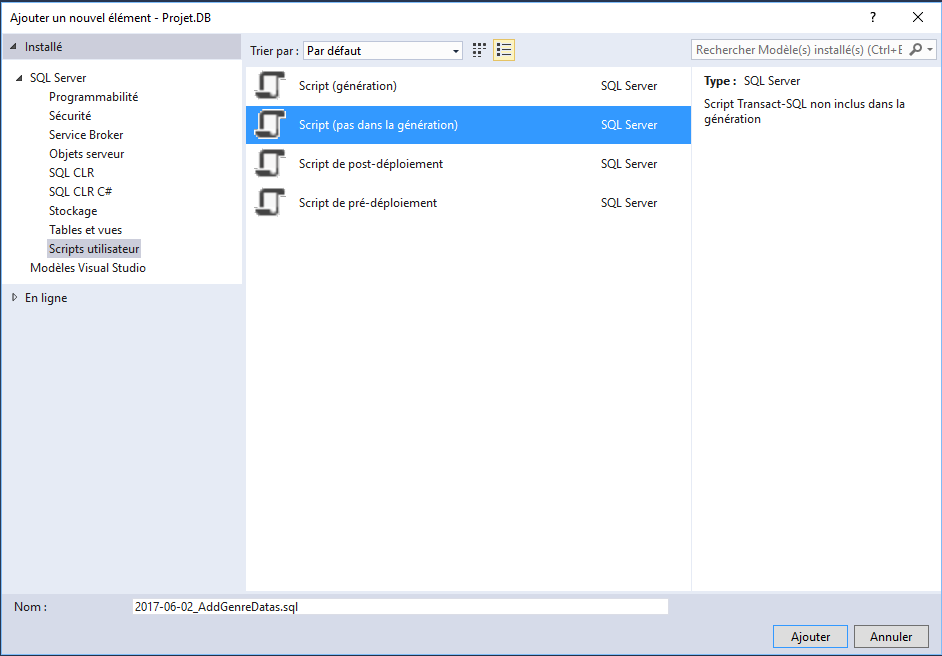 Ajouter un nouvel élément - Projet.DB
?
Installé
Trier par : Par défaut
Rechercher Modèle(s) installé(s) (Ctrl+E
SQL Server
Programmabilité
Sécurité
Service Broker
Objets serveur
SQL CLR
SQL CLR C#
Stockage
Tables et vues
Scripts utilisateur
Modèles Visual Studio
En ligne
Script (génération) SQL Server
Script (pas dans la génération) SQL Server
Script de post-déploiement SQL Server
Script de pré-déploiement SQL Server
Type : SQL Server
Script Transact-SQL non inclus dans la
génération
Nom : 2017-06-02_AddGenreDatas.sql
Ajouter Annuler